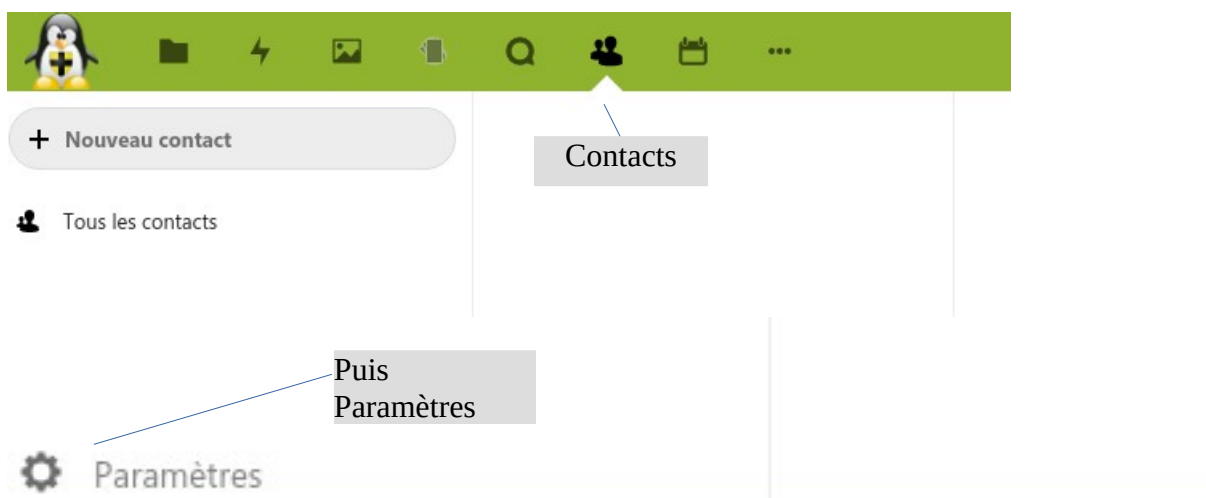 Nouveau contact
Contacts
Tous les contacts
Puis
Paramètres
Paramètres